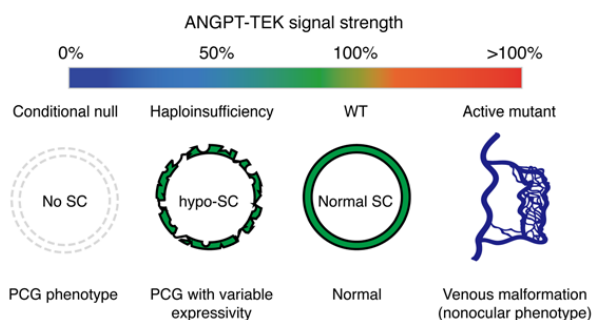 ANGPT-TEK signal strength
0% 50% 100% >100%
Conditional null Haploinsufficiency WT Active mutant
No SC hypo-SC Normal SC
PCG phenotype PCG with variable Normal Venous malformation
expressivity (nonocular phenotype)